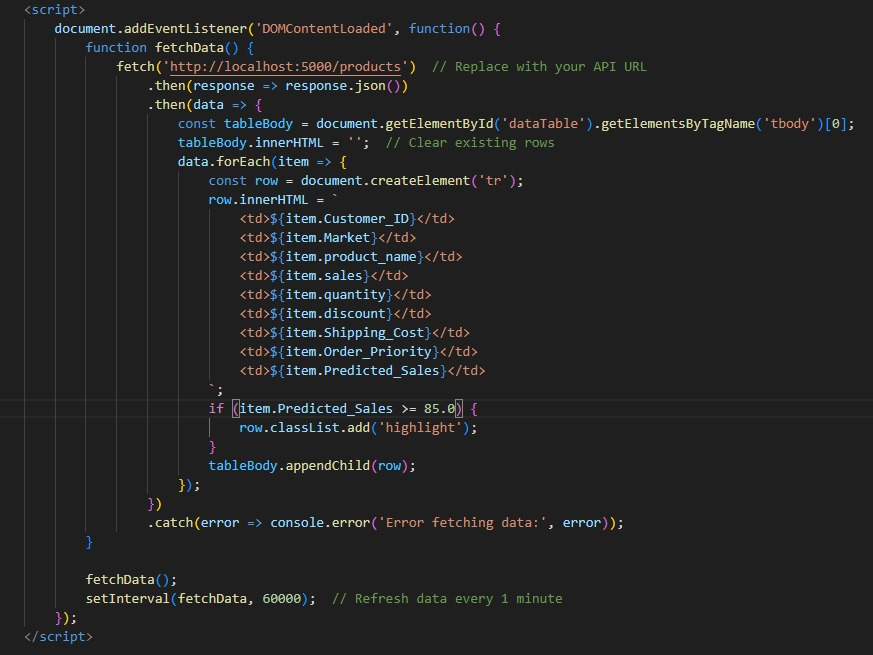 <script>
document.addEventListener('DOMContentLoaded', function() {
function fetchData() {
fetch('http://localhost:5000/products')  // Replace with your API URL
.then(response => response.json())
.then(data => {
const tableBody = document.getElementById('dataTable').getElementsByTagName('tbody')[0];
tableBody.innerHTML = '';  // Clear existing rows
data.forEach(item => {
const row = document.createElement('tr');
row.innerHTML = `
<td>${item.Customer_ID}</td>
<td>${item.Market}</td>
<td>${item.product_name}</td>
<td>${item.sales}</td>
<td>${item.quantity}</td>
<td>${item.discount}</td>
<td>${item.Shipping_Cost}</td>
<td>${item.Order_Priority}</td>
<td>${item.Predicted_Sales}</td>
`;
if (item.Predicted_Sales >= 85.0) {
row.classList.add('highlight');
}
tableBody.appendChild(row);
});
})
.catch(error => console.error('Error fetching data:', error));
}
fetchData();
setInterval(fetchData, 60000);  // Refresh data every 1 minute
});
</script>